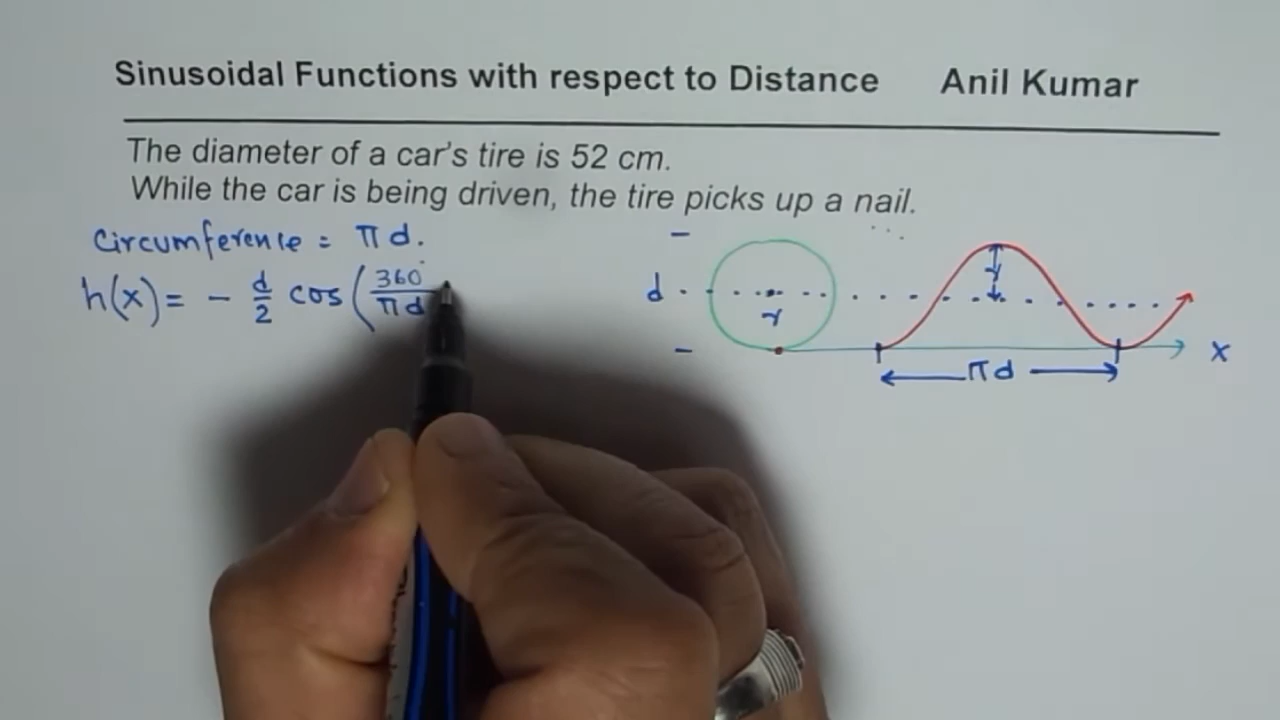 Sinusoidal Functions with respect to Distance Anil Kumar
The diameter of a car's tire is 52 cm.
While the car is being driven, the tire picks up a nail.
Circumference = πd.
h(x) = - d/2 cos(360°/πd
d
r
r
πd
x